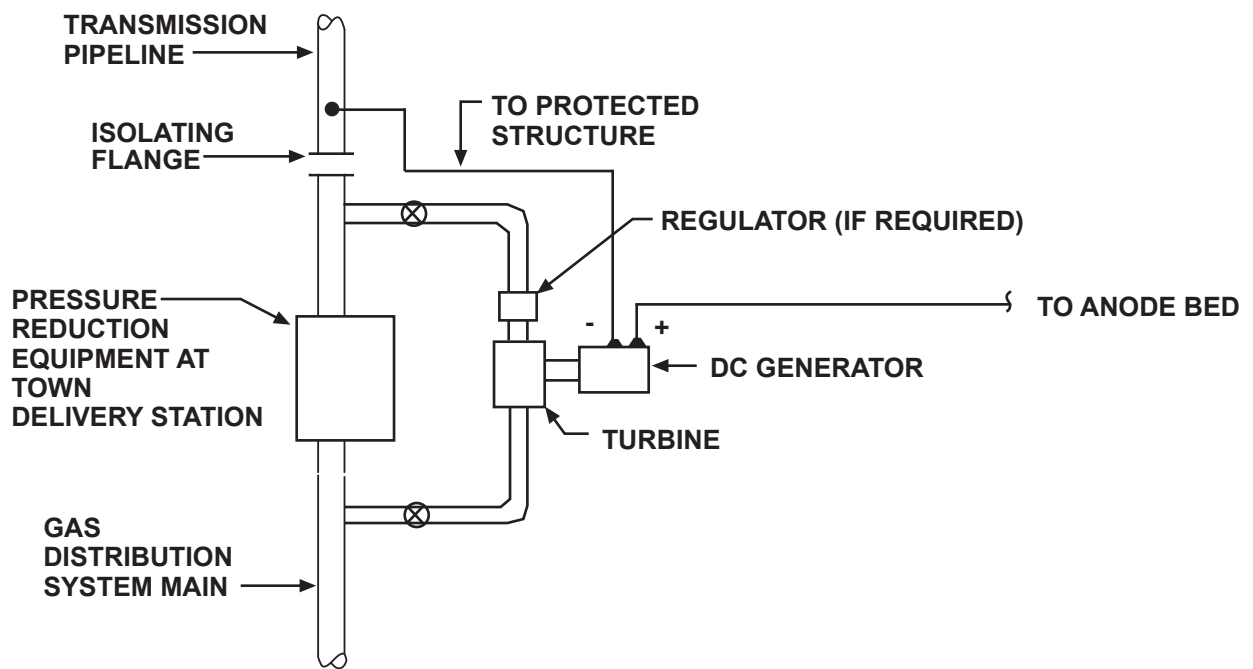 TRANSMISSION
PIPELINE
ISOLATING
FLANGE
TO PROTECTED
STRUCTURE
REGULATOR (IF REQUIRED)
PRESSURE
REDUCTION
EQUIPMENT AT
TOWN
DELIVERY STATION
- +
TO ANODE BED
DC GENERATOR
TURBINE
GAS
DISTRIBUTION
SYSTEM MAIN